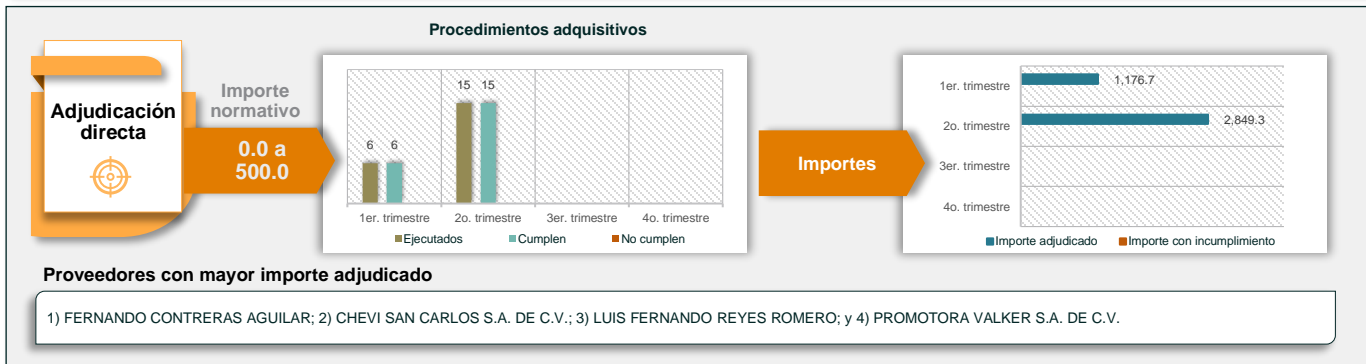 Procedimientos adquisitivos
Adjudicación
directa
Importe
normativo
0.0 a
500.0
6 6
15 15
1er. trimestre 2o. trimestre 3er. trimestre 4o. trimestre
Ejecutados Cumplen No cumplen
Importes
1er. trimestre 1,176.7
2o. trimestre 2,849.3
3er. trimestre
4o. trimestre
Importe adjudicado Importe con incumplimiento
Proveedores con mayor importe adjudicado
1) FERNANDO CONTRERAS AGUILAR; 2) CHEVI SAN CARLOS S.A. DE C.V.; 3) LUIS FERNANDO REYES ROMERO; y 4) PROMOTORA VALKER S.A. DE C.V.